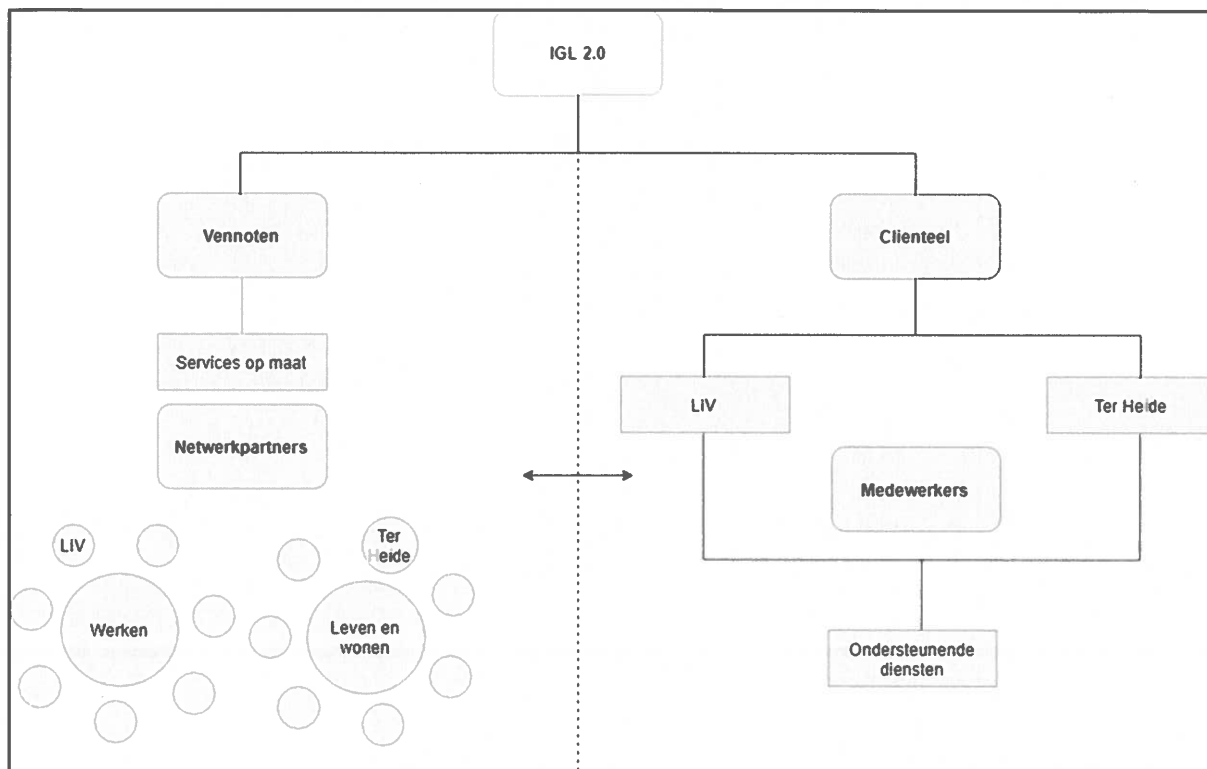 IGL 2.0
Vennoten
Clienteel
Services op maat
Netwerkpartners
LiV
Ter Heide
Medewerkers
LIV
Ter
Heide
Werken
Leven en
wonen
Ondersteunende
diensten